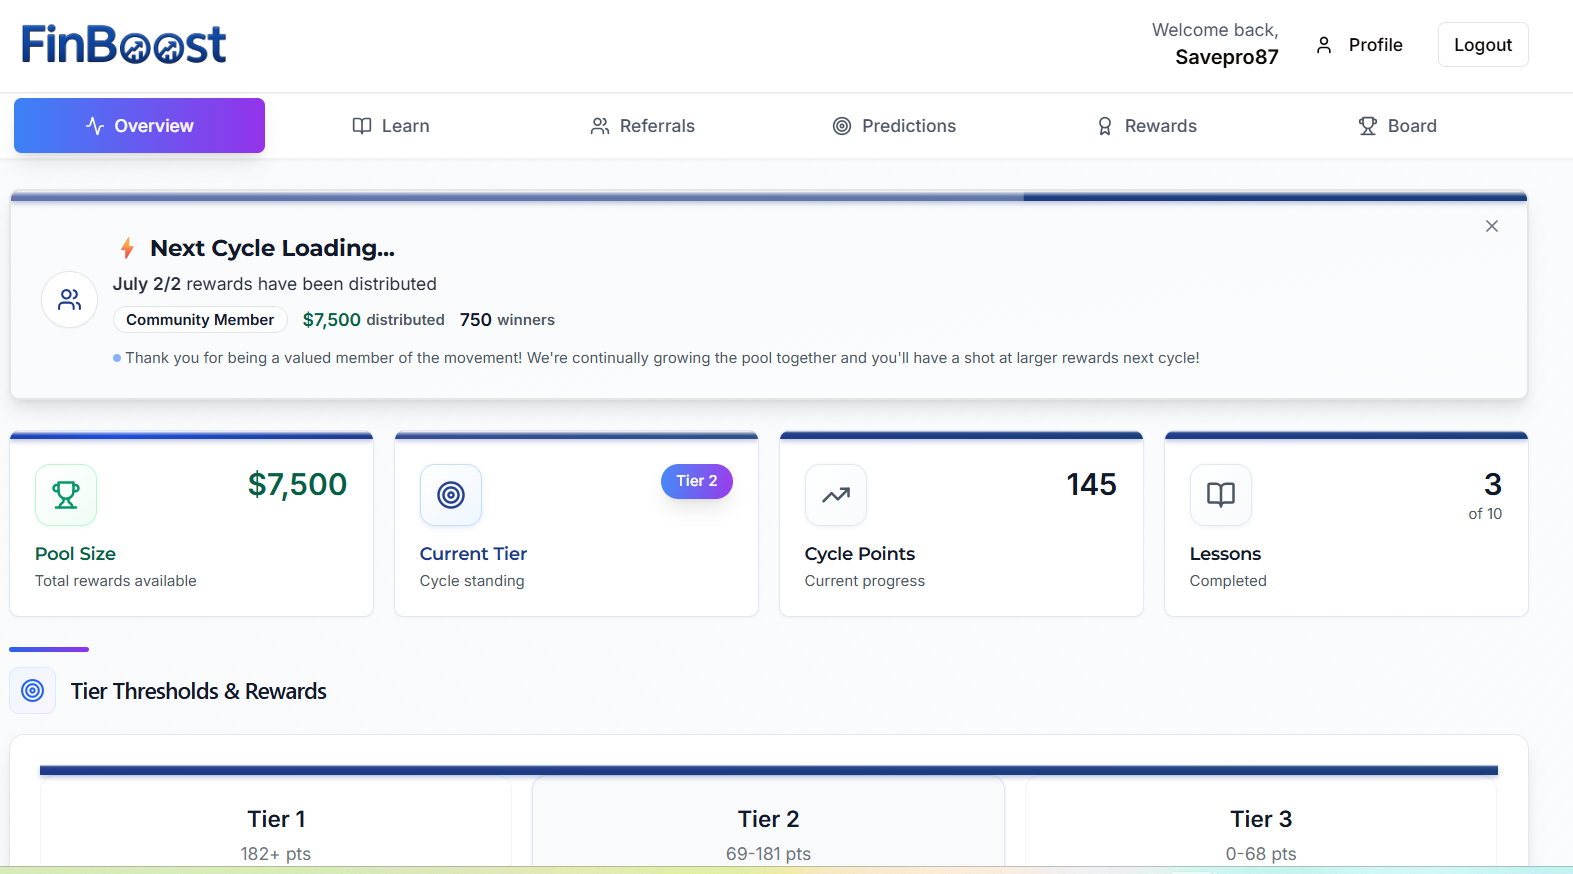 FinBoost
Welcome back,
Savepro87
Profile
Logout
Overview
Learn
Referrals
Predictions
Rewards
Board
Next Cycle Loading...
July 2/2 rewards have been distributed
Community Member $7,500 distributed 750 winners
Thank you for being a valued member of the movement! We're continually growing the pool together and you'll have a shot at larger rewards next cycle!
$7,500
Pool Size
Total rewards available
Tier 2
Current Tier
Cycle standing
145
Cycle Points
Current progress
3
of 10
Lessons
Completed
Tier Thresholds & Rewards
Tier 1
182+ pts
Tier 2
69-181 pts
Tier 3
0-68 pts